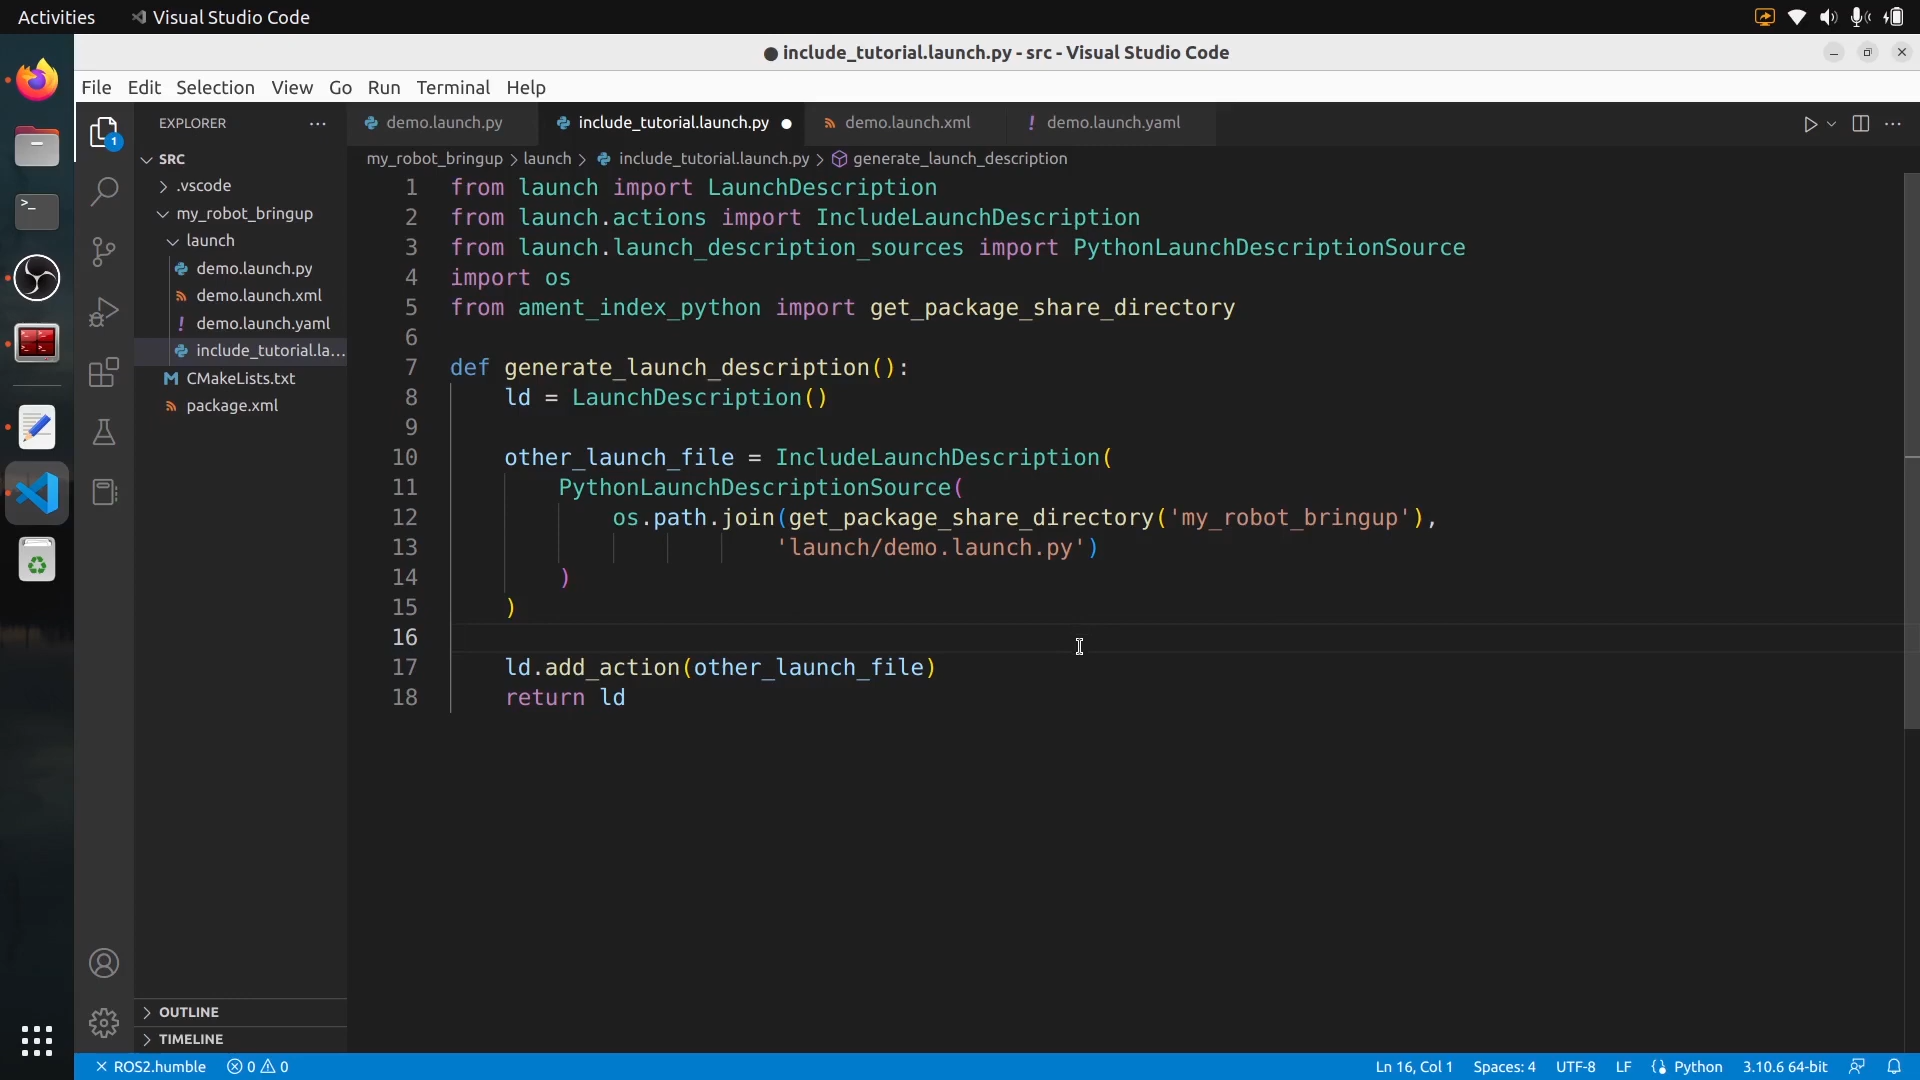 Activities
Visual Studio Code
include_tutorial.launch.py - src - Visual Studio Code
File Edit Selection View Go Run Terminal Help
EXPLORER
SRC
.vscode
my_robot_bringup
launch
demo.launch.py
demo.launch.xml
demo.launch.yaml
include_tutorial.la...
CMakeLists.txt
package.xml
OUTLINE
TIMELINE
1
demo.launch.py include_tutorial.launch.py demo.launch.xml demo.launch.yaml
my_robot_bringup > launch > include_tutorial.launch.py > generate_launch_description
1 from launch import LaunchDescription
2 from launch.actions import IncludeLaunchDescription
3 from launch.launch_description_sources import PythonLaunchDescriptionSource
4 import os
5 from ament_index_python import get_package_share_directory
6
7 def generate_launch_description():
8 ld = LaunchDescription()
9
10 other_launch_file = IncludeLaunchDescription(
11 PythonLaunchDescriptionSource(
12 os.path.join(get_package_share_directory('my_robot_bringup'),
13 'launch/demo.launch.py')
14 )
15 )
16
17 ld.add_action(other_launch_file)
18 return ld
ROS2.humble 0 0 Ln 16, Col 1 Spaces: 4 UTF-8 LF Python 3.10.6 64-bit